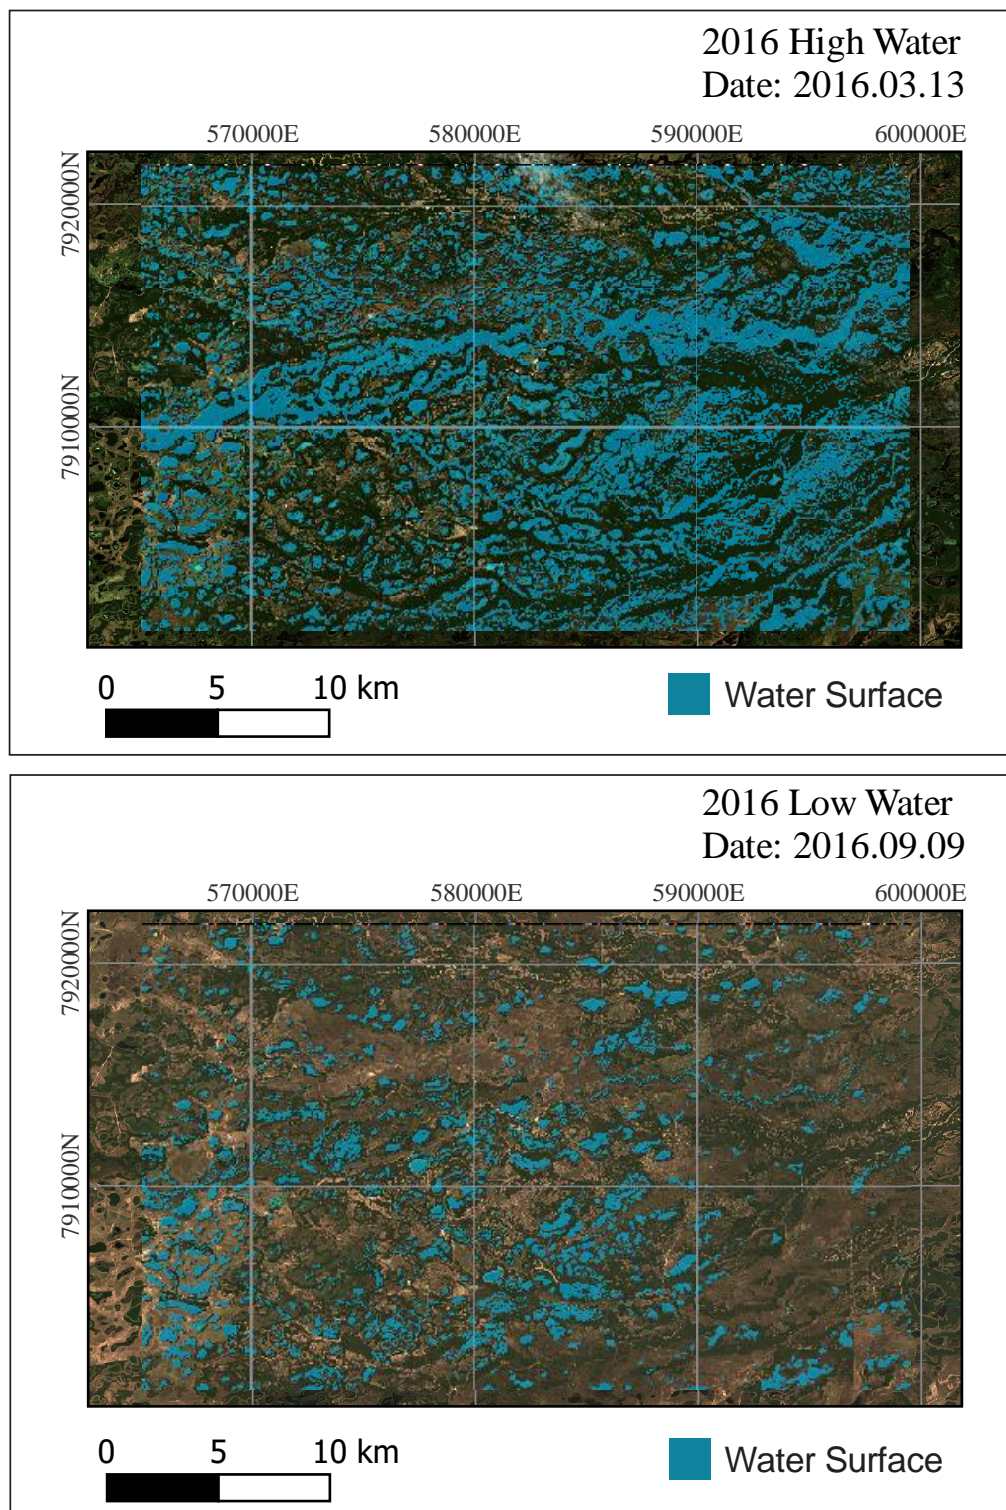 2016 High Water
Date: 2016.03.13
570000E 580000E 590000E 600000E
7920000N
7910000N
0 5 10 km
Water Surface
2016 Low Water
Date: 2016.09.09
570000E 580000E 590000E 600000E
7920000N
7910000N
0 5 10 km
Water Surface